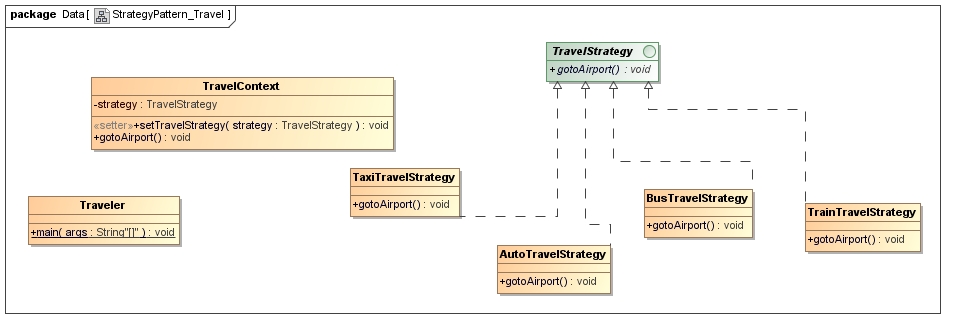 package Data[ StrategyPattern_Travel ]
TravelStrategy
+gotoAirport() : void
TravelContext
-strategy : TravelStrategy
«setter»+setTravelStrategy( strategy : TravelStrategy ) : void
+gotoAirport() : void
TaxiTravelStrategy
+gotoAirport() : void
BusTravelStrategy
+gotoAirport() : void
Traveler
+main( args : String"[]" ) : void
TrainTravelStrategy
+gotoAirport() : void
AutoTravelStrategy
+gotoAirport() : void